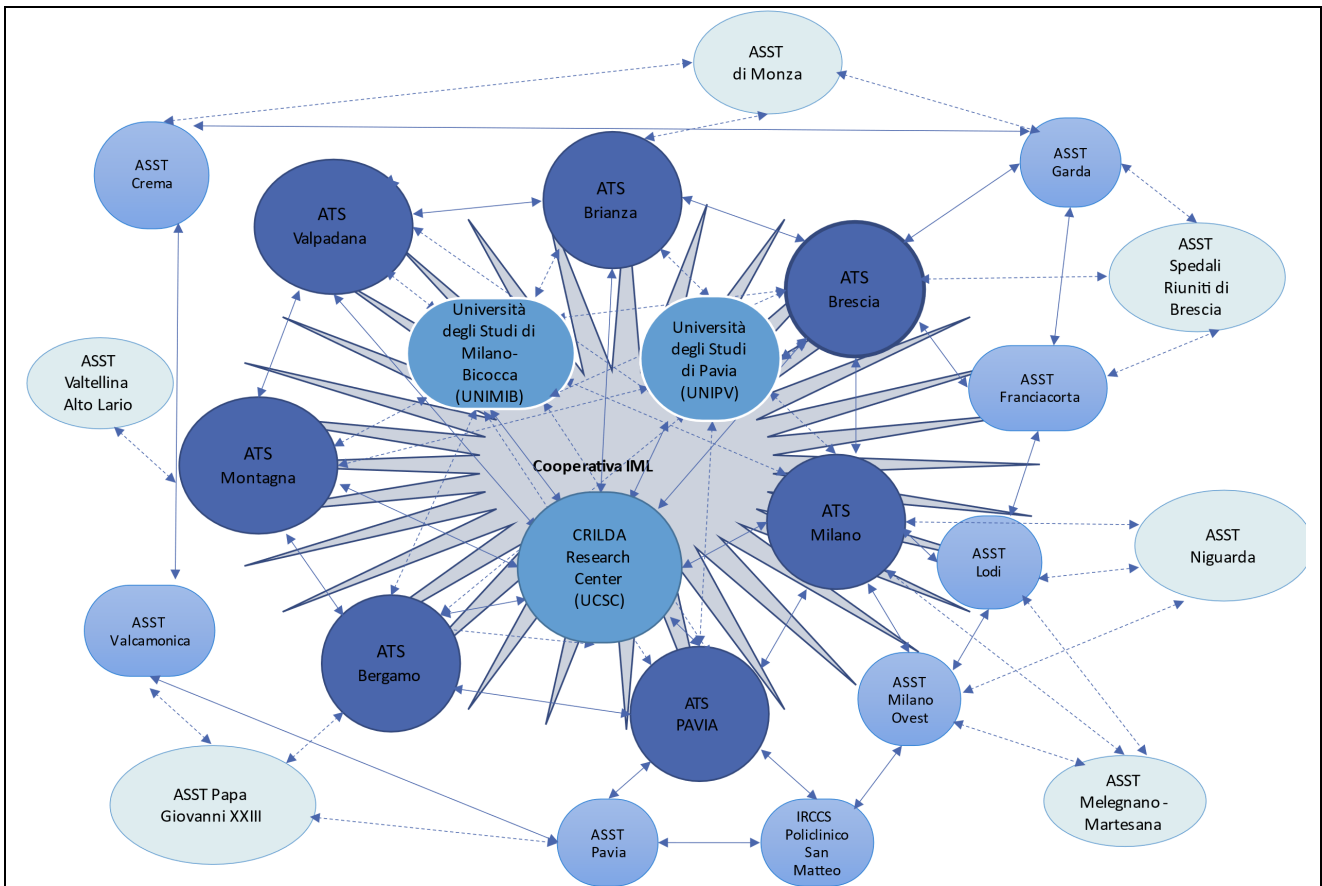 ASST
di Monza
ASST
Crema
ASST
Garda
ATS
Brianza
ATS
Valpadana
ASST
Spedali
Riuniti di
Brescia
ATS
Brescia
Università
degli Studi di
Milano-
Bicocca
(UNIMIB)
Università
degli Studi
di Pavia
(UNIPV)
ASST
Valtellina
Alto Lario
ASST
Franciacorta
ATS
Montagna
Cooperativa IML
ATS
Milano
CRILDA
Research
Center
(UCSC)
ASST
Lodi
ASST
Niguarda
ASST
Valcamonica
ATS
Bergamo
ASST
Milano
Ovest
ATS
PAVIA
ASST Papa
Giovanni XXIII
ASST
Melegnano -
Martesana
ASST
Pavia
IRCCS
Policlinico
San
Matteo